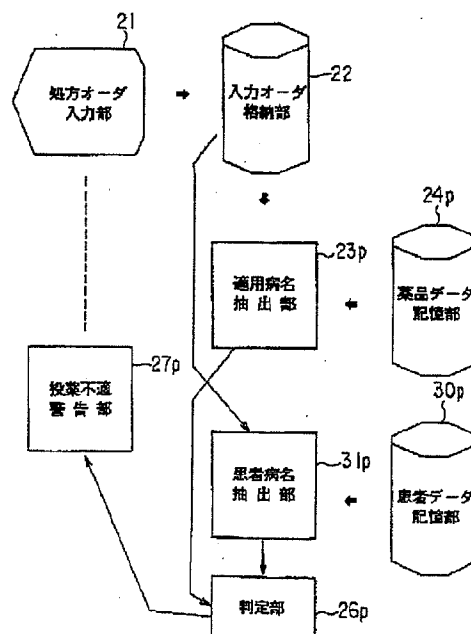 21
処方オーダ
入力部
22
入力オーダ
格納部
23p
適用病名
抽出部
24p
薬品データ
記憶部
27p
投薬不適
警告部
30p
患者データ
記憶部
31p
患者病名
抽出部
判定部
26p